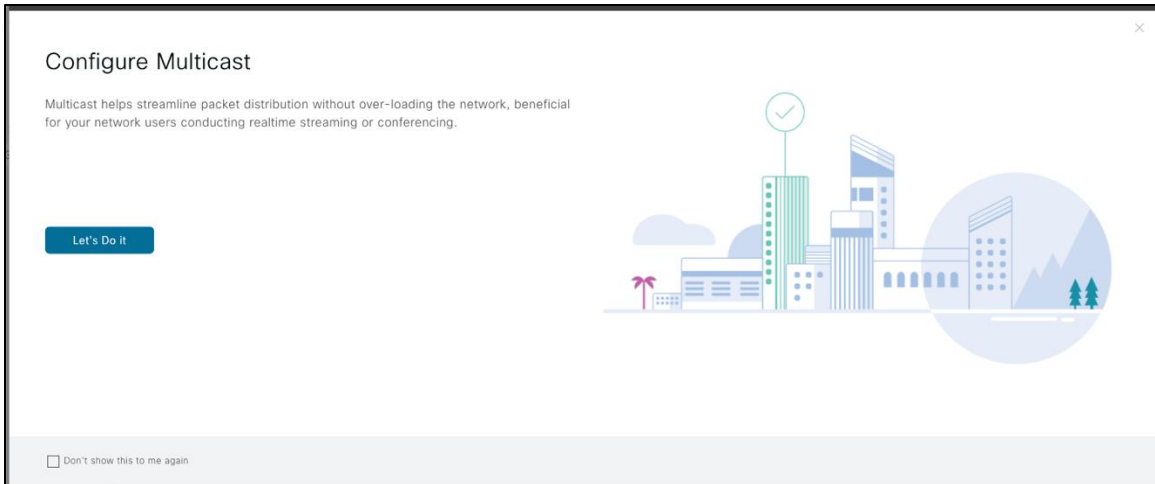 Configure Multicast
Multicast helps streamline packet distribution without over-loading the network, beneficial
for your network users conducting realtime streaming or conferencing.
Let's Do it
Don't show this to me again